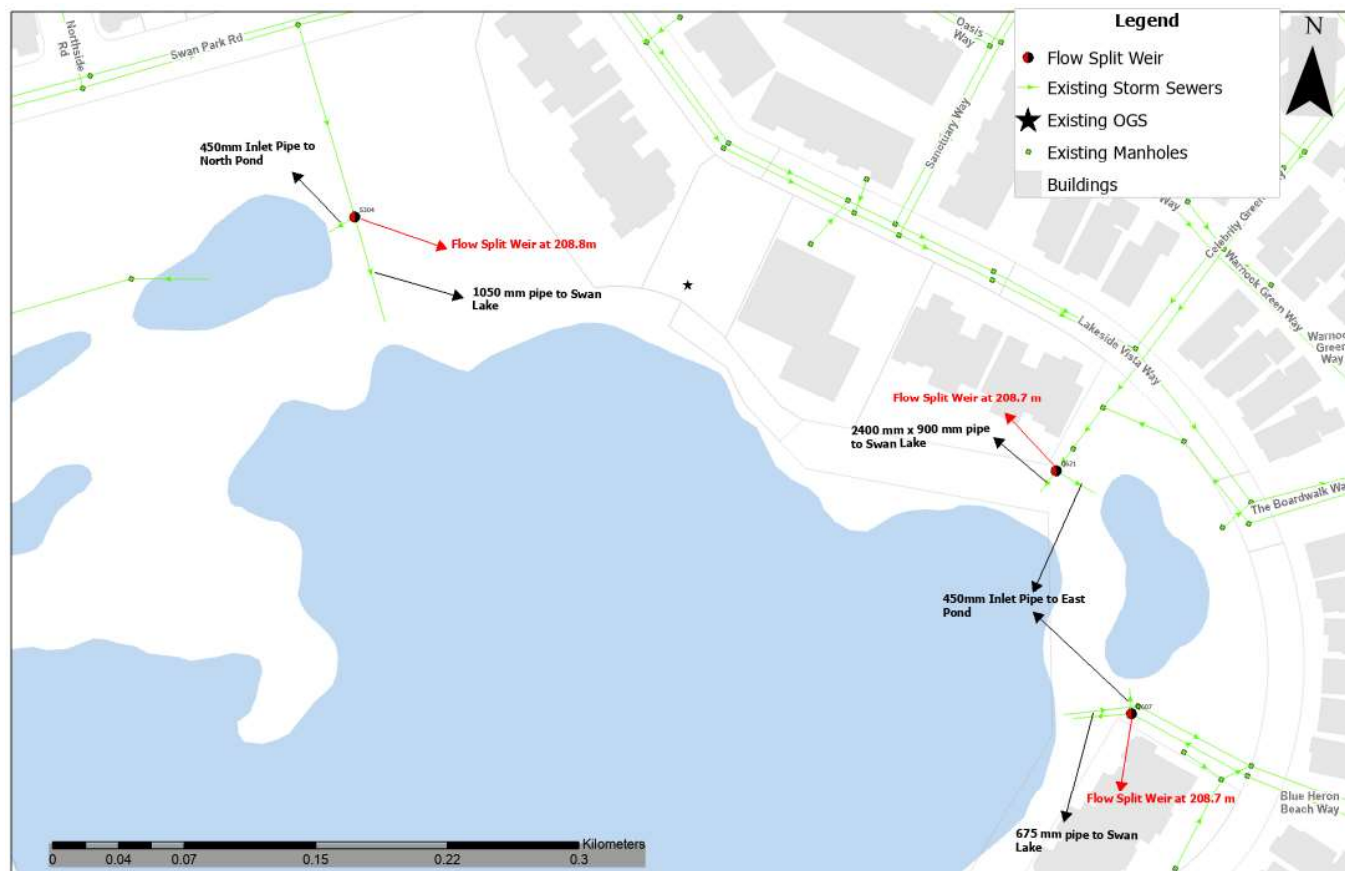 Legend
N
Flow Split Weir
Existing Storm Sewers
Existing OGS
Existing Manholes
Buildings
Northside
Rd
Swan Park Rd
Oasis
Way
Sanctuary Way
450mm Inlet Pipe to
North Pond
Flow Split Weir at 208.8m
1050 mm pipe to Swan
Lake
Way
Celebrity Green
Warnock Green Way
Warnock
Green
Way
Lakeside Vista Way
Flow Split Weir at 208.7 m
2400 mm x 900 mm pipe
to Swan Lake
The Boardwalk Wa
450mm Inlet Pipe to East
Pond
Flow Split Weir at 208.7 m
675 mm pipe to Swan
Lake
Blue Heron
Beach Way
Kilometers
0 0.04 0.07 0.15 0.22 0.3